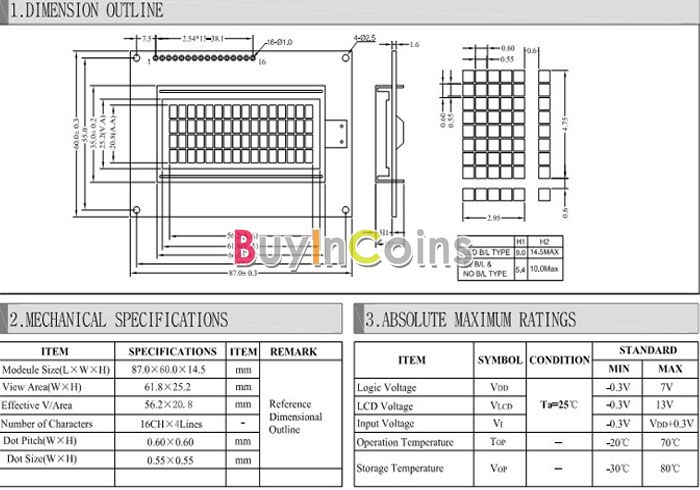 1.DIMENSION OUTLINE
7.5
2.54*15=38.1
16-Ø1.0
4-Ø2.5
1.6
1
16
60.0± 0.3
55.0
35.0± 0.2
25.2(V.A)
20.8(A.A)
87.0± 0.3
H1
0.60
0.55
0.6
0.60
0.55
4.75
0.6
2.95
H1 H2
B/L TYPE 9.0 14.5MAX
B/L &
NO B/L TYPE 5.4 10.0Max
BuyInCoins
2.MECHANICAL SPECIFICATIONS
ITEM SPECIFICATIONS ITEM REMARK
Modeule Size(L×W×H) 87.0×60.0×14.5 mm
View Area(W×H) 61.8×25.2 mm
Effective V/Area 56.2×20.8 mm
Number of Characters 16CH×4Lines -
Dot Pitch(W×H) 0.60×0.60 mm
Dot Size(W×H) 0.55×0.55 mm
Reference
Dimensional
Outline
3.ABSOLUTE MAXIMUM RATINGS
ITEM SYMBOL CONDITION STANDARD
MIN MAX
Logic Voltage VDD -0.3V 7V
LCD Voltage VLCD Ta=25℃ -0.3V 13V
Input Voltage VI -0.3V VDD+0.3V
Operation Temperature TOP — -20℃ 70℃
Storage Temperature VOP — -30℃ 80℃